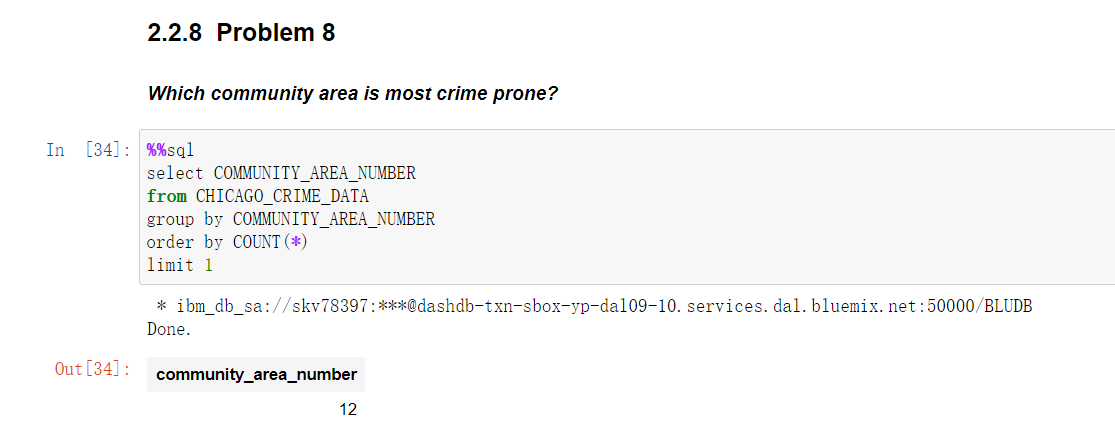 2.2.8 Problem 8
Which community area is most crime prone?
In [34]: %%sql
select COMMUNITY_AREA_NUMBER
from CHICAGO_CRIME_DATA
group by COMMUNITY_AREA_NUMBER
order by COUNT(*)
limit 1
* ibm_db_sa://skv78397:***@dashdb-txn-sbox-yp-dal09-10.services.dal.bluemix.net:50000/BLUDB
Done.
Out[34]: community_area_number
12